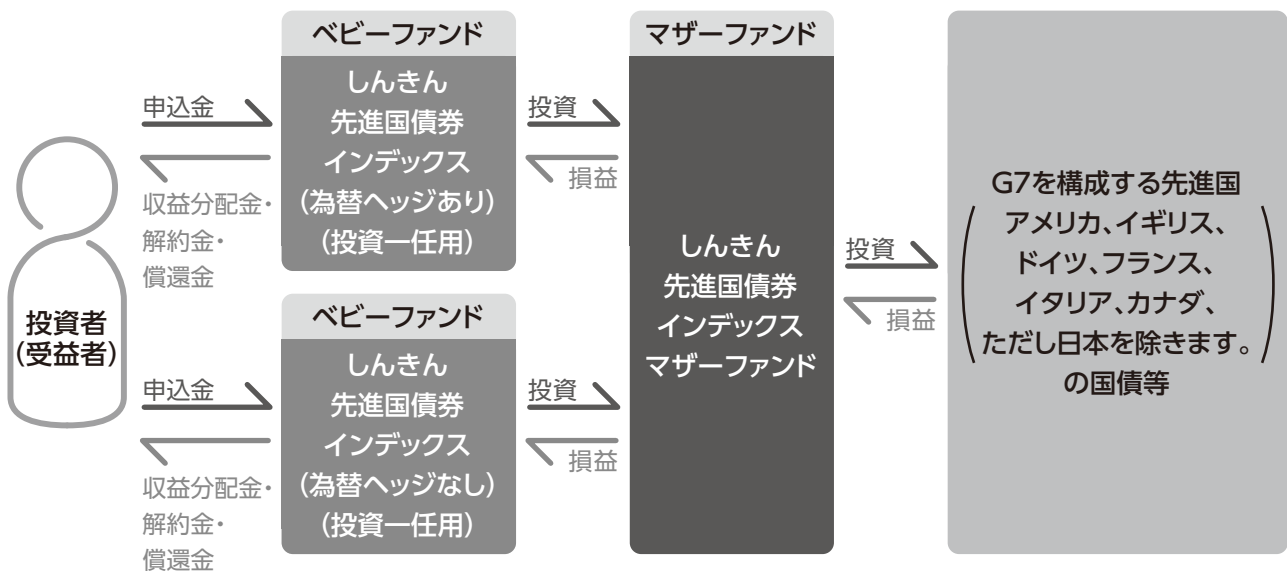 投資者
(受益者)
申込金
収益分配金・
解約金・
償還金
ベビーファンド
しんきん
先進国債券
インデックス
(為替ヘッジあり)
(投資一任用)
投資
損益
申込金
収益分配金・
解約金・
償還金
ベビーファンド
しんきん
先進国債券
インデックス
(為替ヘッジなし)
(投資一任用)
投資
損益
マザーファンド
しんきん
先進国債券
インデックス
マザーファンド
投資
損益
G7を構成する先進国
アメリカ、イギリス、
ドイツ、フランス、
イタリア、カナダ、
ただし日本を除きます。
の国債等